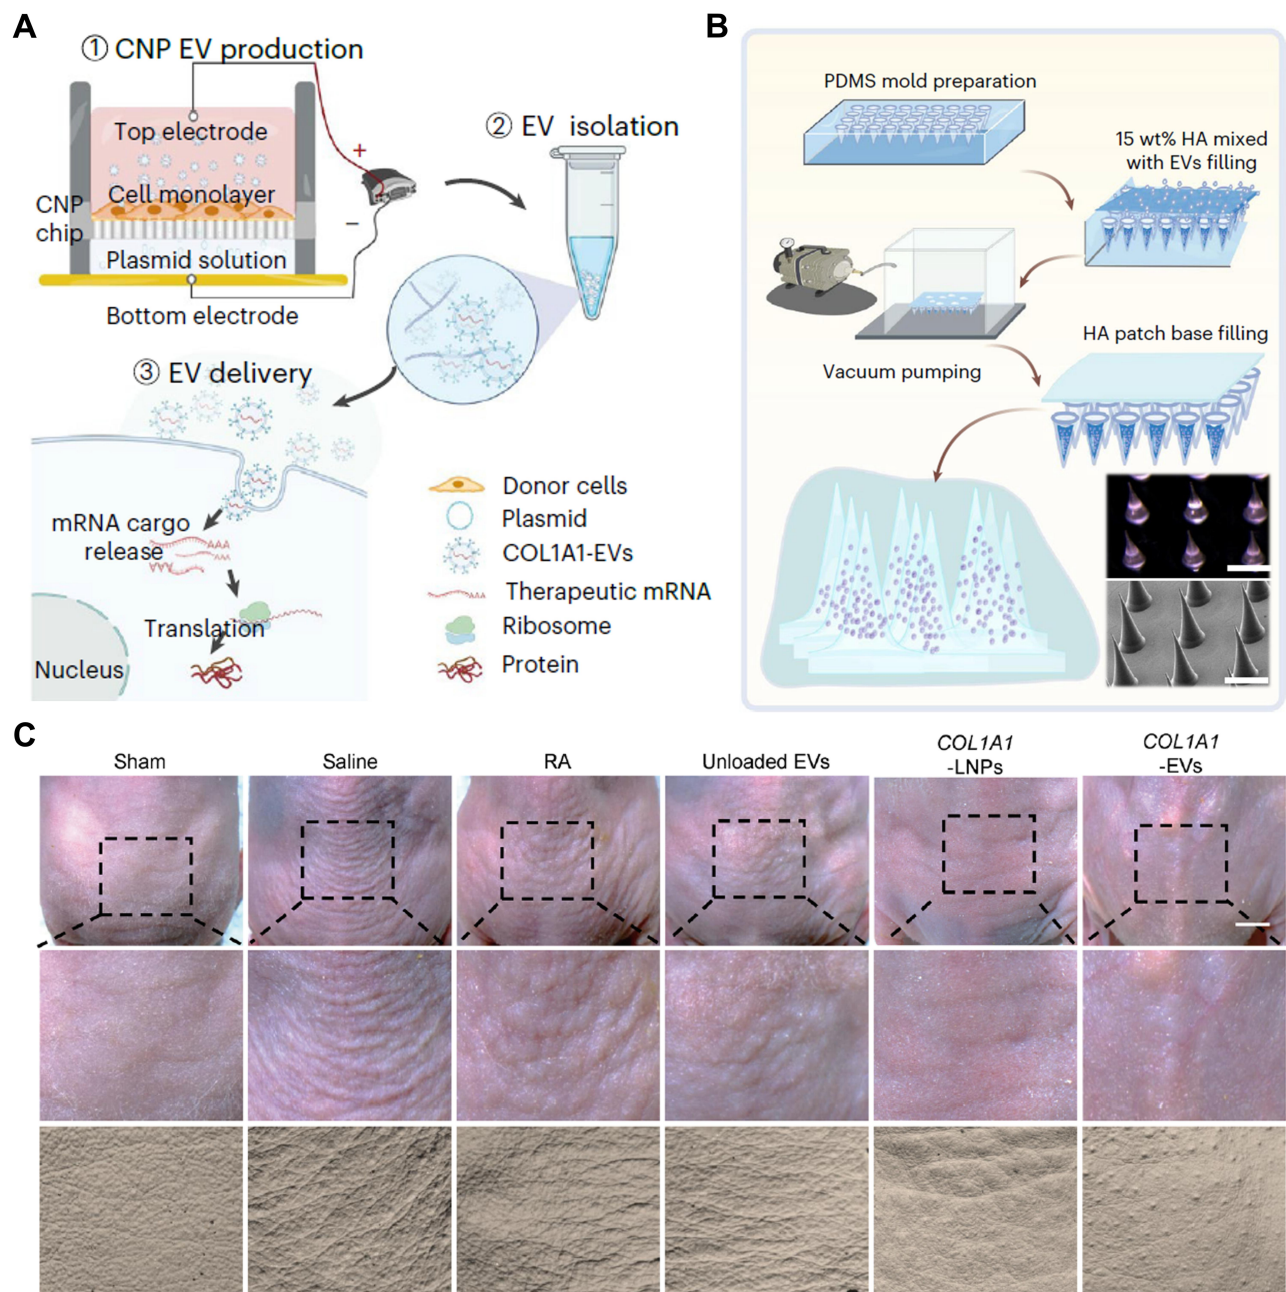 A
① CNP EV production
Top electrode
+
Cell monolayer
CNP
chip
−
Plasmid solution
Bottom electrode
② EV isolation
③ EV delivery
mRNA cargo
release
Translation
Nucleus
Donor cells
Plasmid
COL1A1-EVs
Therapeutic mRNA
Ribosome
Protein
B
PDMS mold preparation
15 wt% HA mixed
with EVs filling
Vacuum pumping
HA patch base filling
C
Sham
Saline
RA
Unloaded EVs
COL1A1
-LNPs
COL1A1
-EVs